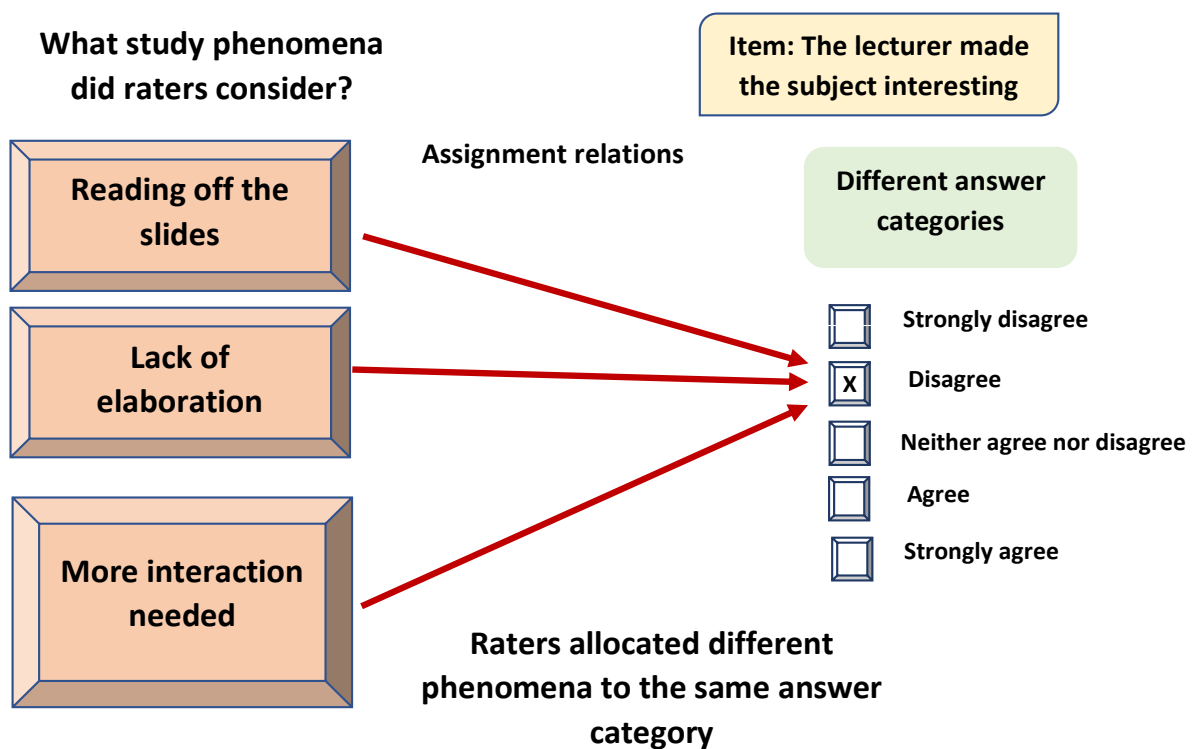 What study phenomena
did raters consider?
Item: The lecturer made
the subject interesting
Reading off the
slides
Assignment relations
Different answer
categories
Lack of
elaboration
Strongly disagree
X
Disagree
Neither agree nor disagree
Agree
Strongly agree
More interaction
needed
Raters allocated different
phenomena to the same answer
category